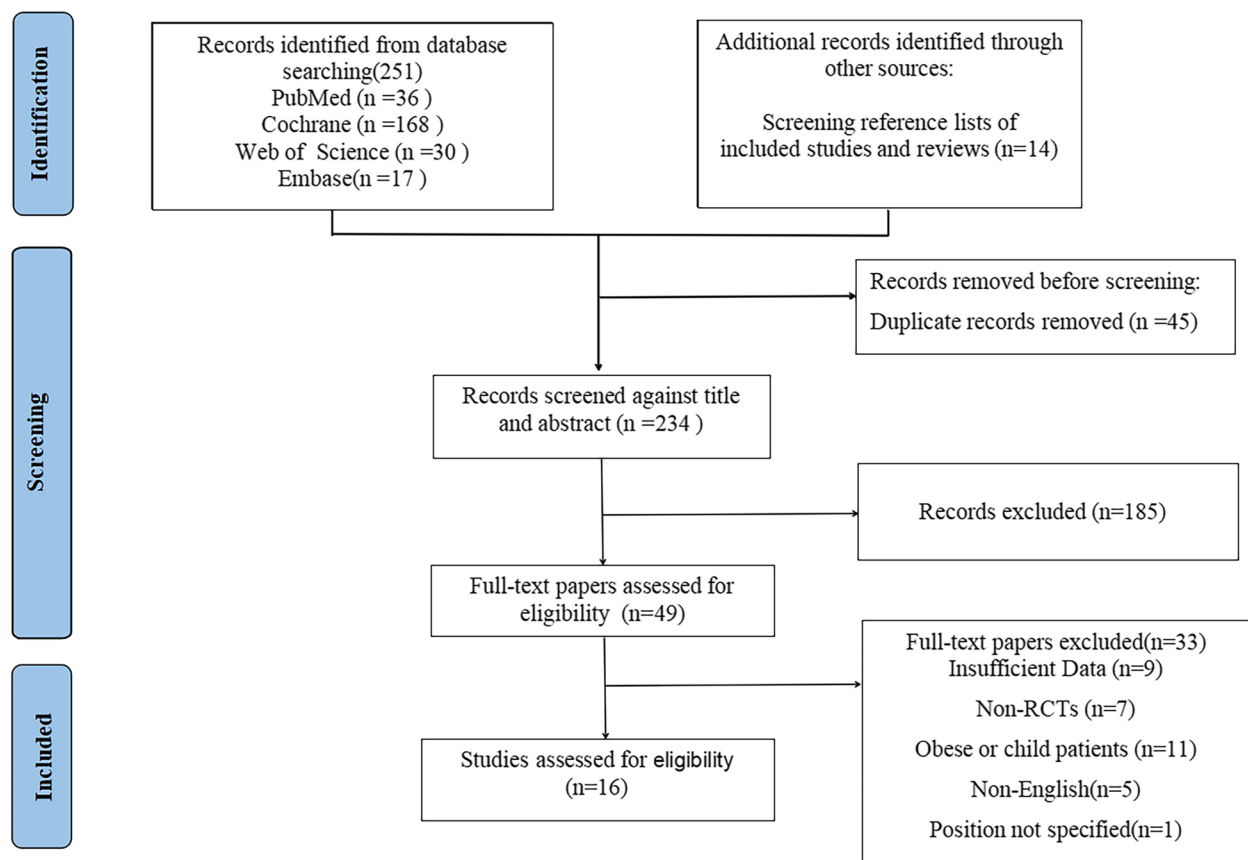 Identification
Records identified from database
searching(251)
PubMed (n =36 )
Cochrane (n =168 )
Web of Science (n =30 )
Embase(n =17 )
Additional records identified through
other sources:
Screening reference lists of
included studies and reviews (n=14)
Screening
Records removed before screening:
Duplicate records removed (n =45)
Records screened against title
and abstract (n =234 )
Records excluded (n=185)
Full-text papers assessed for
eligibility (n=49)
Included
Full-text papers excluded(n=33)
Insufficient Data (n=9)
Non-RCTs (n=7)
Obese or child patients (n=11)
Non-English(n=5)
Position not specified(n=1)
Studies assessed for eligibility
(n=16)